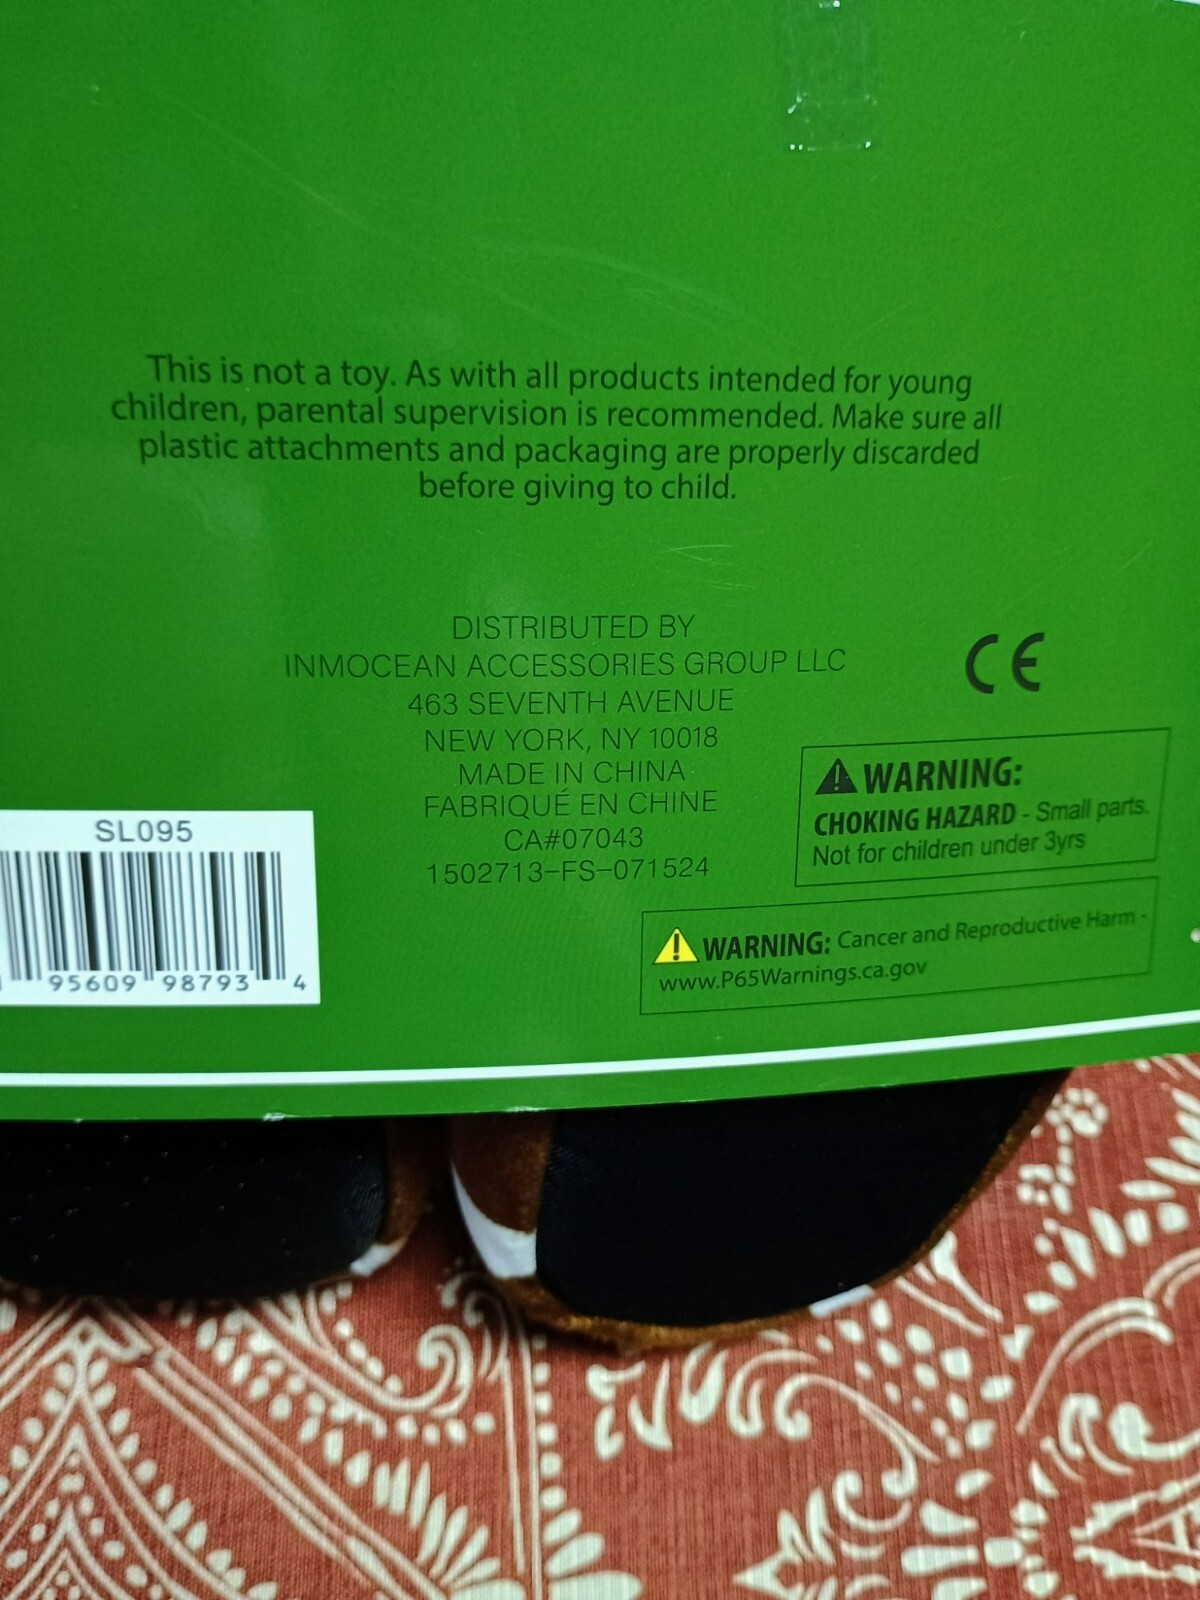 This is not a toy. As with all products intended for young
children, parental supervision is recommended. Make sure all
plastic attachments and packaging are properly discarded
before giving to child.
DISTRIBUTED BY
INMOCEAN ACCESSORIES GROUP LLC
463 SEVENTH AVENUE
NEW YORK, NY 10018
MADE IN CHINA
FABRIQUÉ EN CHINE
CA#07043
1502713-FS-071524
CE
WARNING:
CHOKING HAZARD - Small parts.
Not for children under 3yrs
WARNING: Cancer and Reproductive Harm -
www.P65Warnings.ca.gov
SL095
95609 98793 4